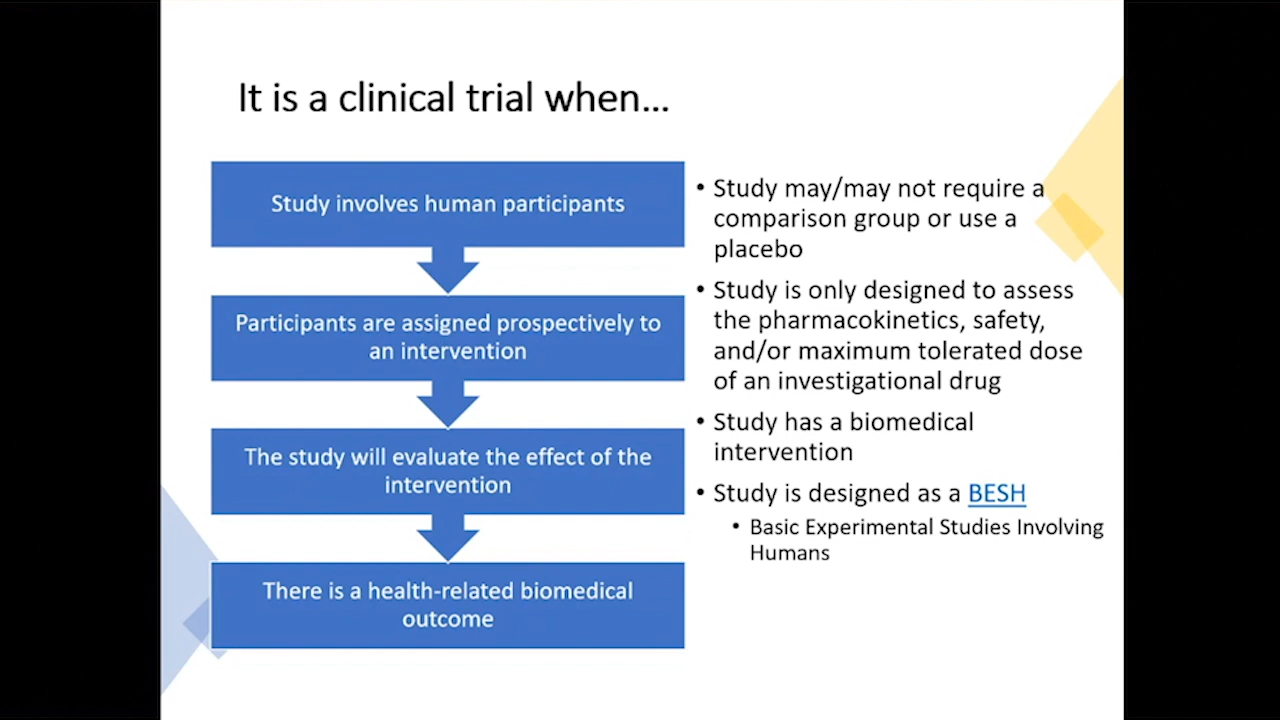 It is a clinical trial when...
Study involves human participants
Participants are assigned prospectively to
an intervention
The study will evaluate the effect of the
intervention
There is a health-related biomedical
outcome
• Study may/may not require a
comparison group or use a
placebo
• Study is only designed to assess
the pharmacokinetics, safety,
and/or maximum tolerated dose
of an investigational drug
• Study has a biomedical
intervention
• Study is designed as a BESH
• Basic Experimental Studies Involving
Humans